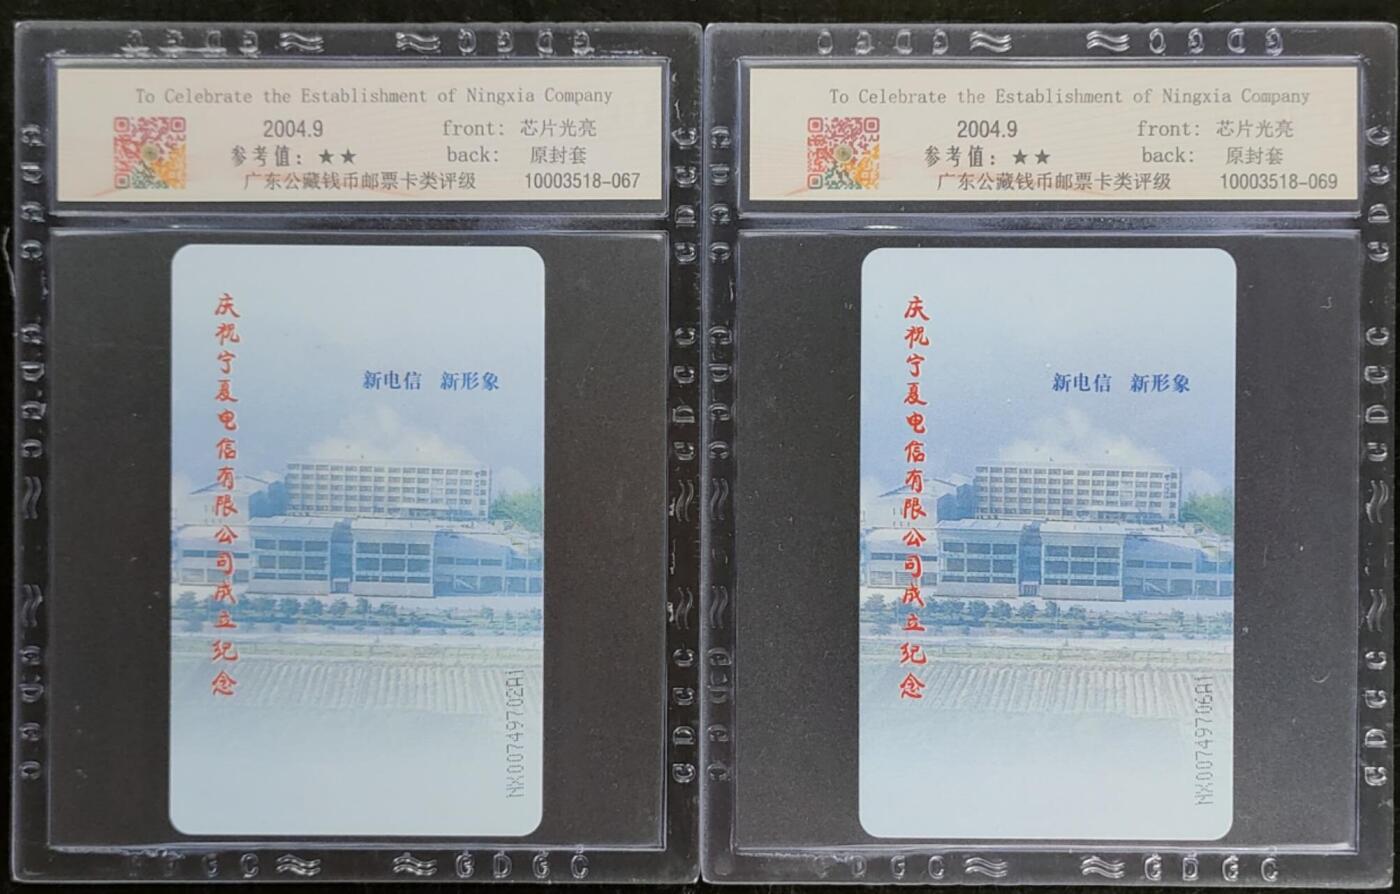 To Celebrate the Establishment of Ningxia Company
2004.9 front: 芯片光亮
参考值: ★★ back: 原封套
广东公藏钱币邮票卡类评级 10003518-067
庆祝宁夏电信有限公司成立纪念
新电信 新形象
NX00749702A1
To Celebrate the Establishment of Ningxia Company
2004.9 front: 芯片光亮
参考值: ★★ back: 原封套
广东公藏钱币邮票卡类评级 10003518-069
庆祝宁夏电信有限公司成立纪念
新电信 新形象
NX00749706A1
GDGC
GDGC